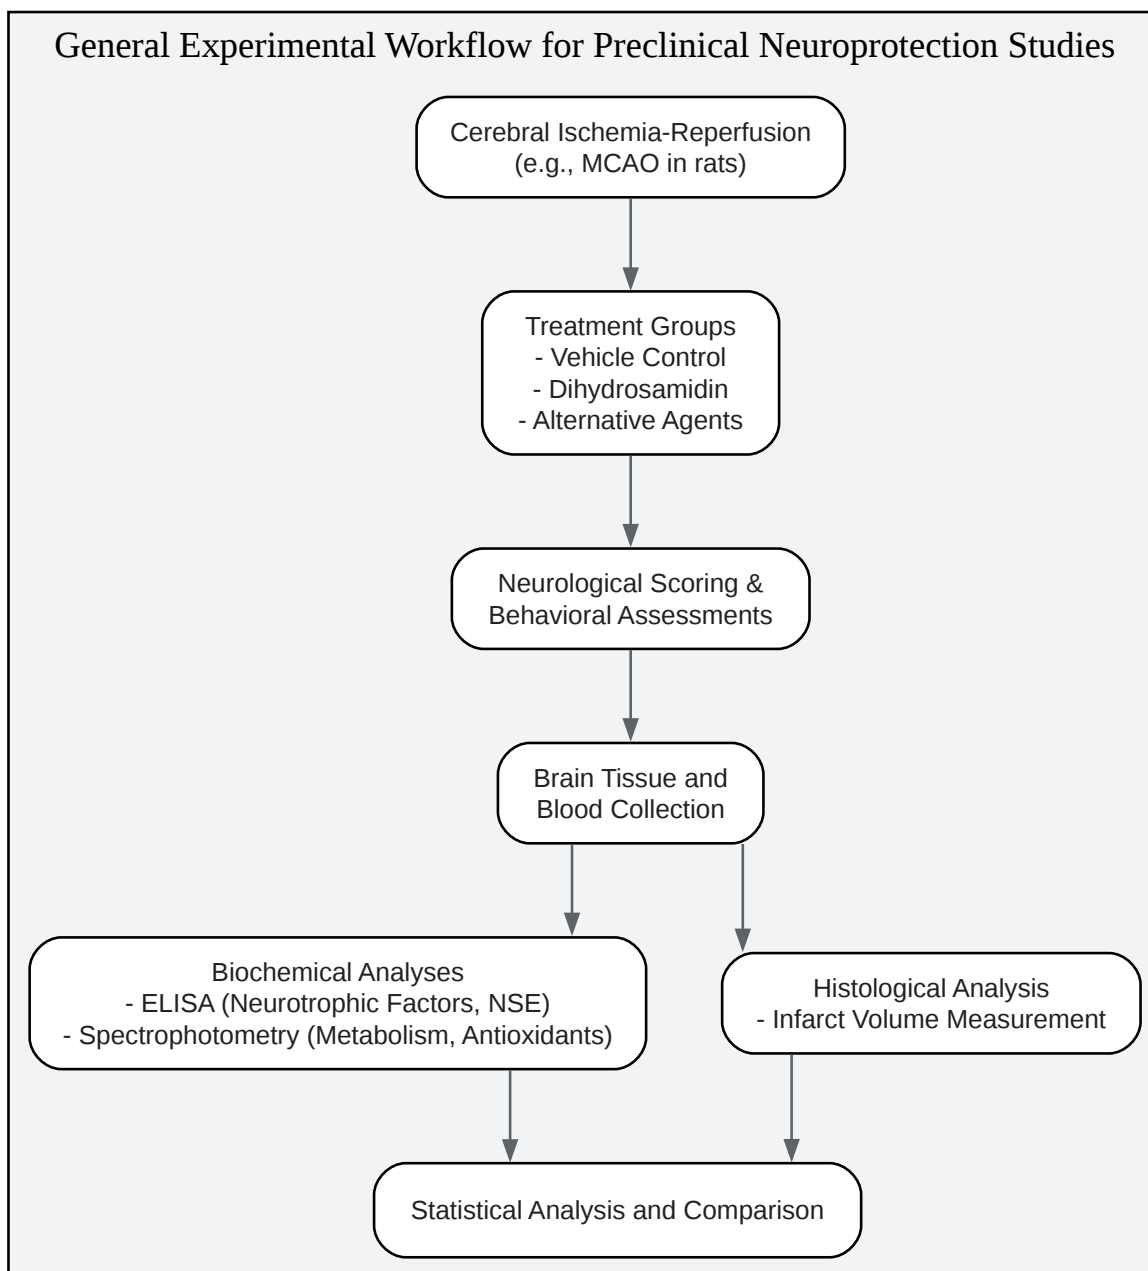 General Experimental Workflow for Preclinical Neuroprotection Studies
Cerebral Ischemia-Reperfusion
(e.g., MCAO in rats)
Treatment Groups
- Vehicle Control
- Dihydrosamidin
- Alternative Agents
Neurological Scoring &
Behavioral Assessments
Brain Tissue and
Blood Collection
Biochemical Analyses
- ELISA (Neurotrophic Factors, NSE)
- Spectrophotometry (Metabolism, Antioxidants)
Histological Analysis
- Infarct Volume Measurement
Statistical Analysis and Comparison